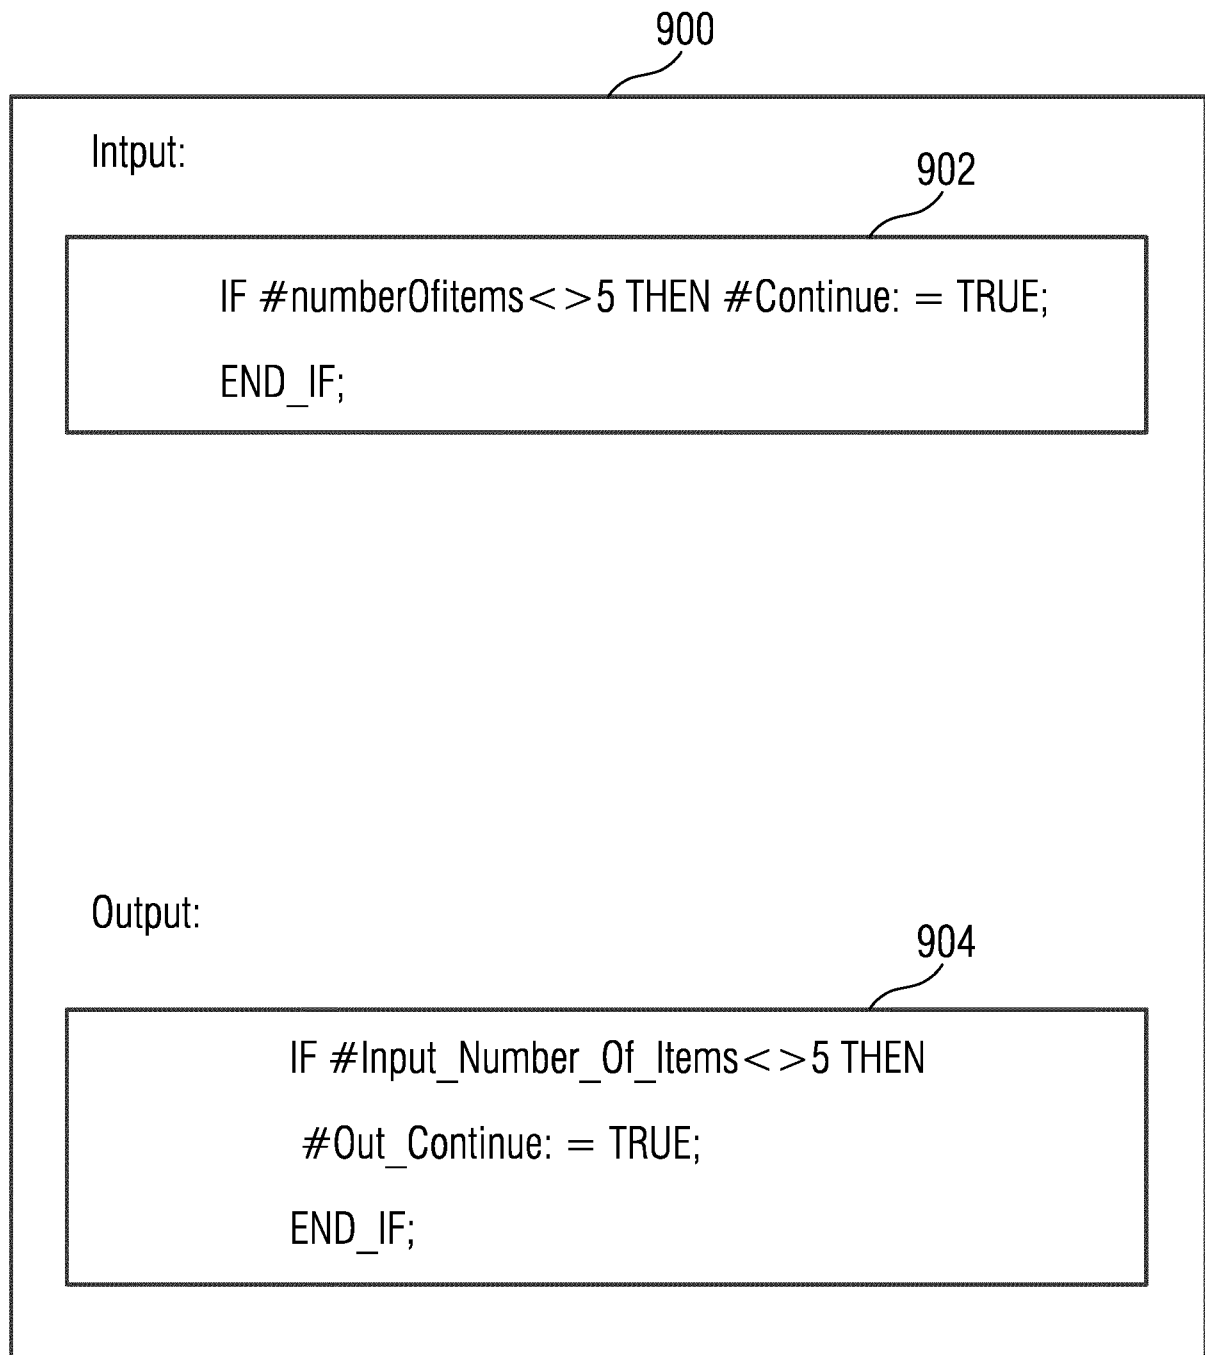 900
Intput:
902
IF #numberOfitems<>5 THEN #Continue: = TRUE;
END_IF;
Output:
904
IF #Input_Number_Of_Items<>5 THEN
#Out_Continue: = TRUE;
END_IF;